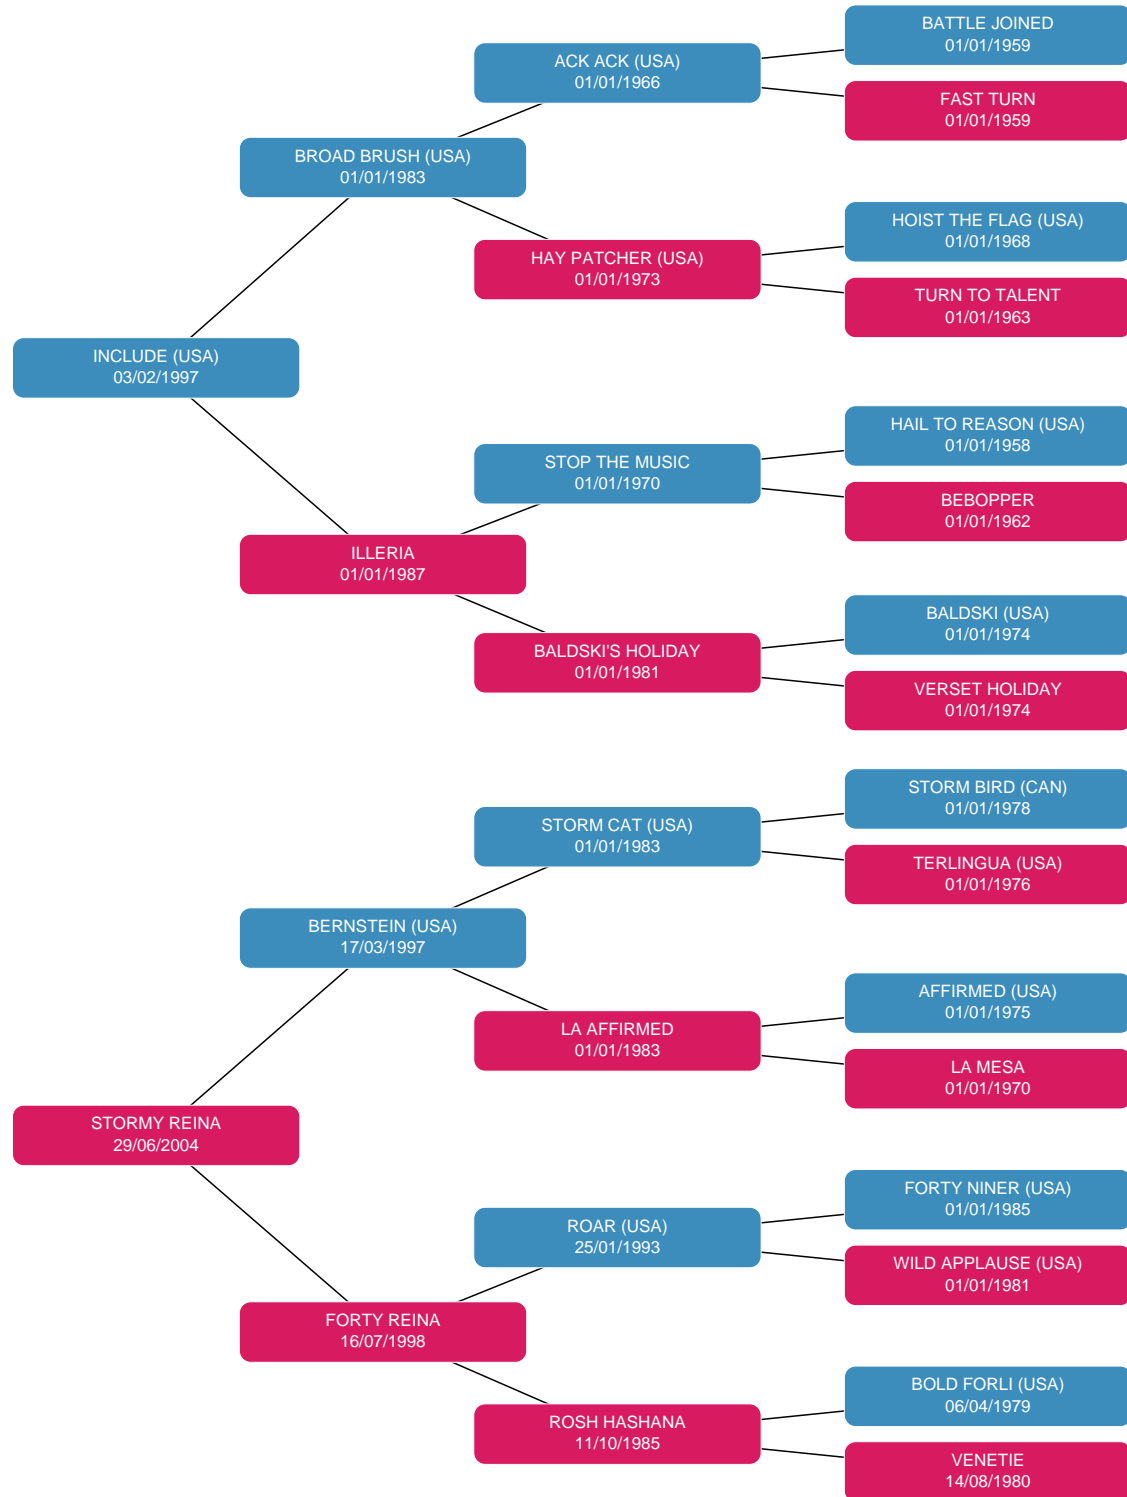 BATTLE JOINED
01/01/1959
ACK ACK (USA)
01/01/1966
FAST TURN
01/01/1959
BROAD BRUSH (USA)
01/01/1983
HOIST THE FLAG (USA)
01/01/1968
HAY PATCHER (USA)
01/01/1973
TURN TO TALENT
01/01/1963
INCLUDE (USA)
03/02/1997
HAIL TO REASON (USA)
01/01/1958
STOP THE MUSIC
01/01/1970
BEBOPPER
01/01/1962
ILLERIA
01/01/1987
BALDSKI (USA)
01/01/1974
BALDSKI'S HOLIDAY
01/01/1981
VERSET HOLIDAY
01/01/1974
STORM BIRD (CAN)
01/01/1978
STORM CAT (USA)
01/01/1983
TERLINGUA (USA)
01/01/1976
BERNSTEIN (USA)
17/03/1997
AFFIRMED (USA)
01/01/1975
LA AFFIRMED
01/01/1983
LA MESA
01/01/1970
STORMY REINA
29/06/2004
FORTY NINER (USA)
01/01/1985
ROAR (USA)
25/01/1993
WILD APPLAUSE (USA)
01/01/1981
FORTY REINA
16/07/1998
BOLD FORLI (USA)
06/04/1979
ROSH HASHANA
11/10/1985
VENETIE
14/08/1980